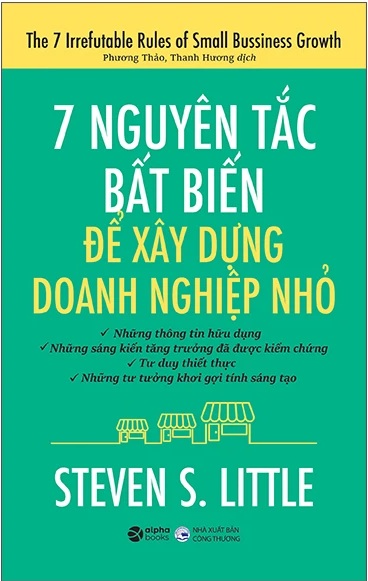 The 7 Irrefutable Rules of Small Bussiness Growth
Phương Thảo, Thanh Hương dịch
7 NGUYÊN TẮC
BẤT BIẾN
ĐỂ XÂY DỰNG
DOANH NGHIỆP NHỎ
✓ Những thông tin hữu dụng
✓ Những sáng kiến tăng trưởng đã được kiểm chứng
✓ Tư duy thiết thực
✓ Những tư tưởng khơi gợi tính sáng tạo
STEVEN S. LITTLE
alpha books
NHÀ XUẤT BẢN
CÔNG THƯƠNG